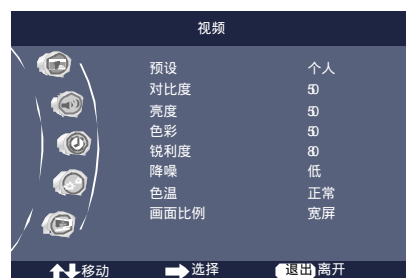 视频
预设 个人
对比度 50
亮度 50
色彩 50
锐利度 80
降噪 低
色温 正常
画面比例 宽屏
移动 选择 退出 离开